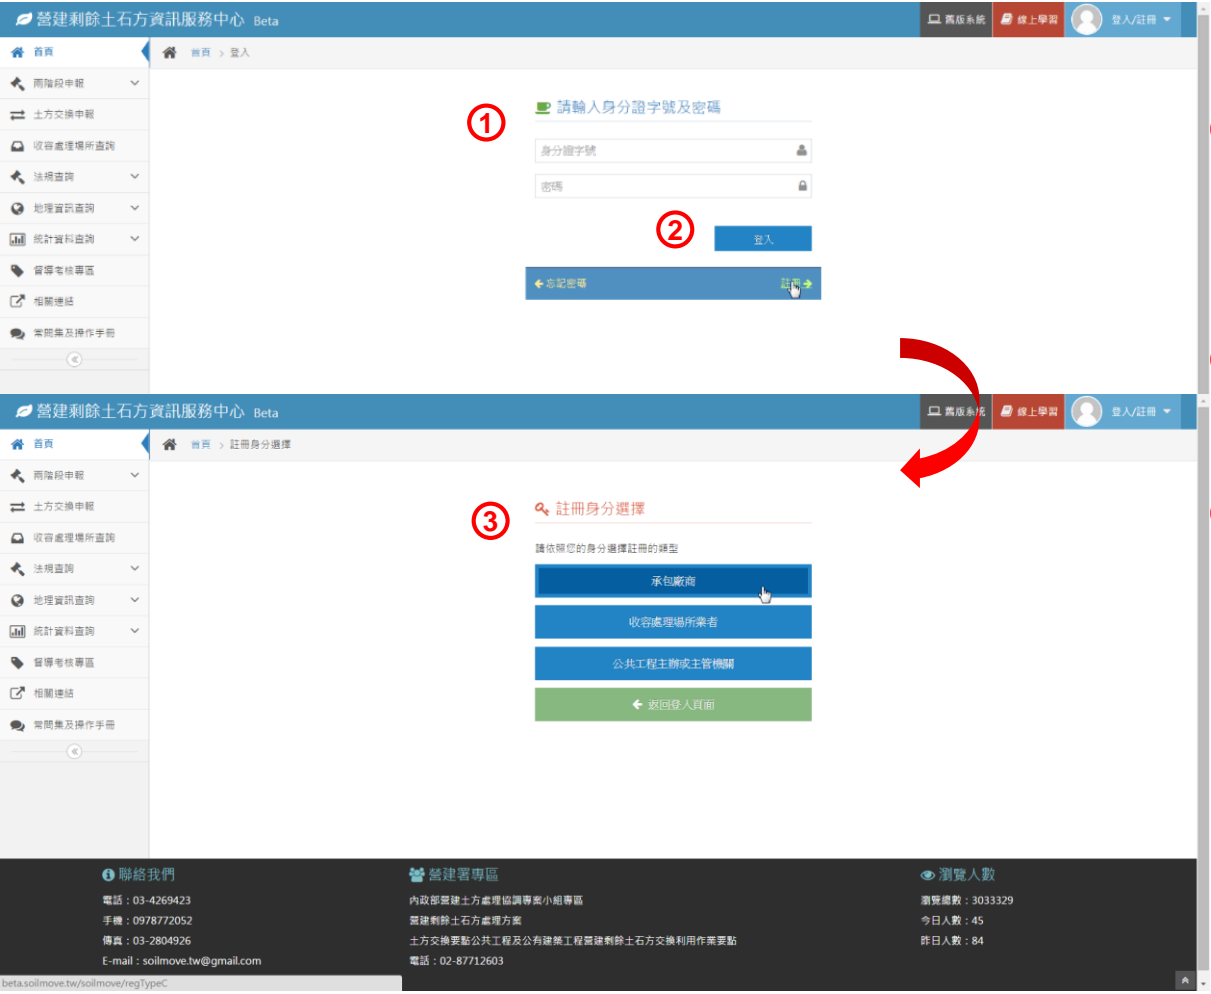 營建剩餘土石方資訊服務中心 Beta
舊版系統
線上學習
登入/註冊
首頁
首頁 > 登入
兩階段申報
土方交換申報
收容處理場所查詢
法規查詢
地理資訊查詢
統計資料查詢
督導考核專區
相關連結
常問集及操作手冊
1
請輸入身分證字號及密碼
身分證字號
密碼
2
登入
忘記密碼
註冊
營建剩餘土石方資訊服務中心 Beta
舊版系統
線上學習
登入/註冊
首頁
首頁 > 註冊身分選擇
兩階段申報
土方交換申報
收容處理場所查詢
法規查詢
地理資訊查詢
統計資料查詢
督導考核專區
相關連結
常問集及操作手冊
3
註冊身分選擇
請依照您的身分選擇註冊的類型
承包廠商
收容處理場所業者
公共工程主辦或主管機關
返回登入頁面
聯絡我們
電話：03-4269423
手機：0978772052
傳真：03-2804926
E-mail：soilmove.tw@gmail.com
營建署專區
內政部營建土方處理協調專案小組專區
營建剩餘土石方處理方案
土方交換要點公共工程及公有建築工程營建剩餘土石方交換利用作業要點
電話：02-87712603
瀏覽人數
瀏覽總數：3033329
今日人數：45
昨日人數：84
beta.soilmove.tw/soilmove/regTypeC